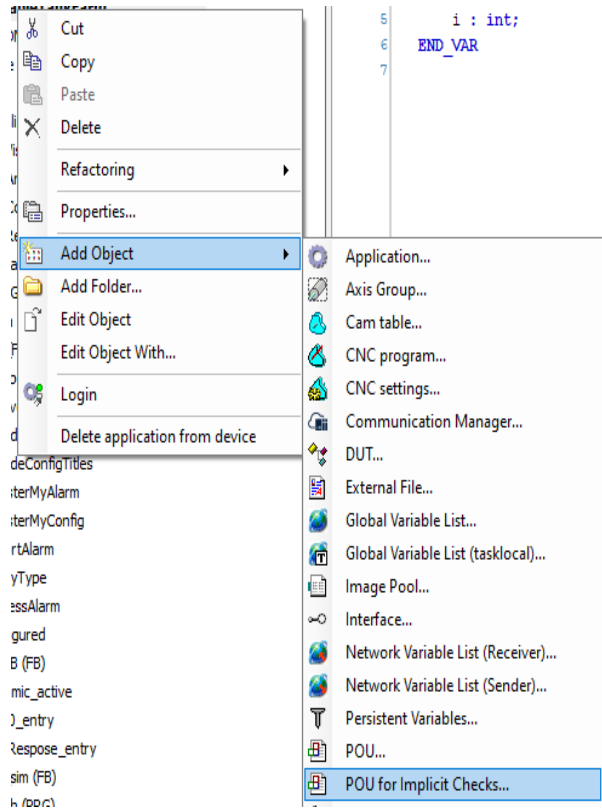 5 i : int;
6 END_VAR
7
Cut
Copy
Paste
Delete
Refactoring
Properties...
Add Object
Add Folder...
Edit Object
Edit Object With...
Login
Delete application from device
Application...
Axis Group...
Cam table...
CNC program...
CNC settings...
Communication Manager...
DUT...
External File...
Global Variable List...
Global Variable List (tasklocal)...
Image Pool...
Interface...
Network Variable List (Receiver)...
Network Variable List (Sender)...
Persistent Variables...
POU...
POU for Implicit Checks...
deConfigTitles
sterMyAlarm
sterMyConfig
rtAlarm
yType
essAlarm
gured
B (FB)
mic_active
0_entry
Respose_entry
sim (FB)